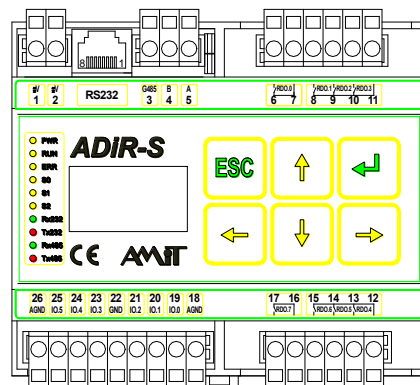 8 1
⏚V ⏚V RS232 G485 B A RDO.0 RDO.1 RDO.2 RDO.3
1 2 3 4 5 6 7 8 9 10 11
PWR
RUN
ERR
S0
S1
S2
Rx232
Tx232
Rx485
Tx485
ADiR-S
ESC
CE AMiT
26 25 24 23 22 21 20 19 18 17 16 15 14 13 12
AGND IO.5 IO.4 IO.3 GND IO.2 IO.1 IO.0 AGND RDO.7 RDO.6 RDO.5 RDO.4